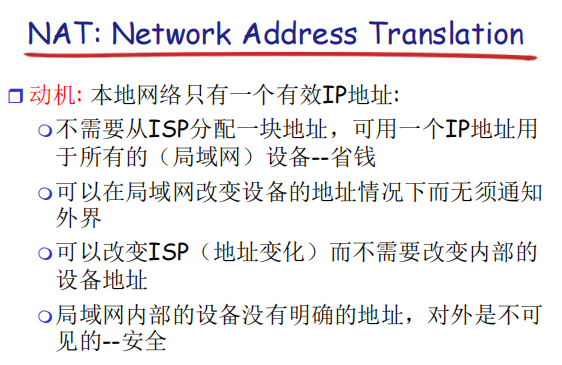 NAT: Network Address Translation
动机: 本地网络只有一个有效IP地址:
不需要从ISP分配一块地址，可用一个IP地址用
于所有的（局域网）设备--省钱
可以在局域网改变设备的地址情况下而无须通知
外界
可以改变ISP（地址变化）而不需要改变内部的
设备地址
局域网内部的设备没有明确的地址，对外是不可
见的--安全